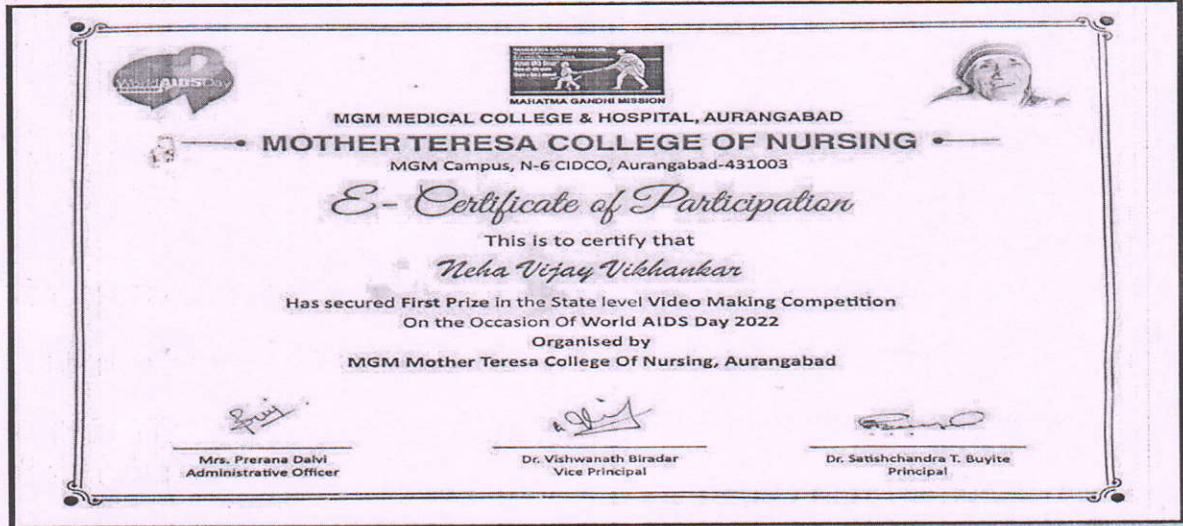 World AIDS Day
MAHATMA GANDHI MISSION
MGM MEDICAL COLLEGE & HOSPITAL, AURANGABAD
MOTHER TERESA COLLEGE OF NURSING
MGM Campus, N-6 CIDCO, Aurangabad-431003
E- Certificate of Participation
This is to certify that
Neha Vijay Vikhankar
Has secured First Prize in the State level Video Making Competition
On the Occasion Of World AIDS Day 2022
Organised by
MGM Mother Teresa College Of Nursing, Aurangabad
Mrs. Prerana Dalvi
Administrative Officer
Dr. Vishwanath Biradar
Vice Principal
Dr. Satishchandra T. Buyite
Principal